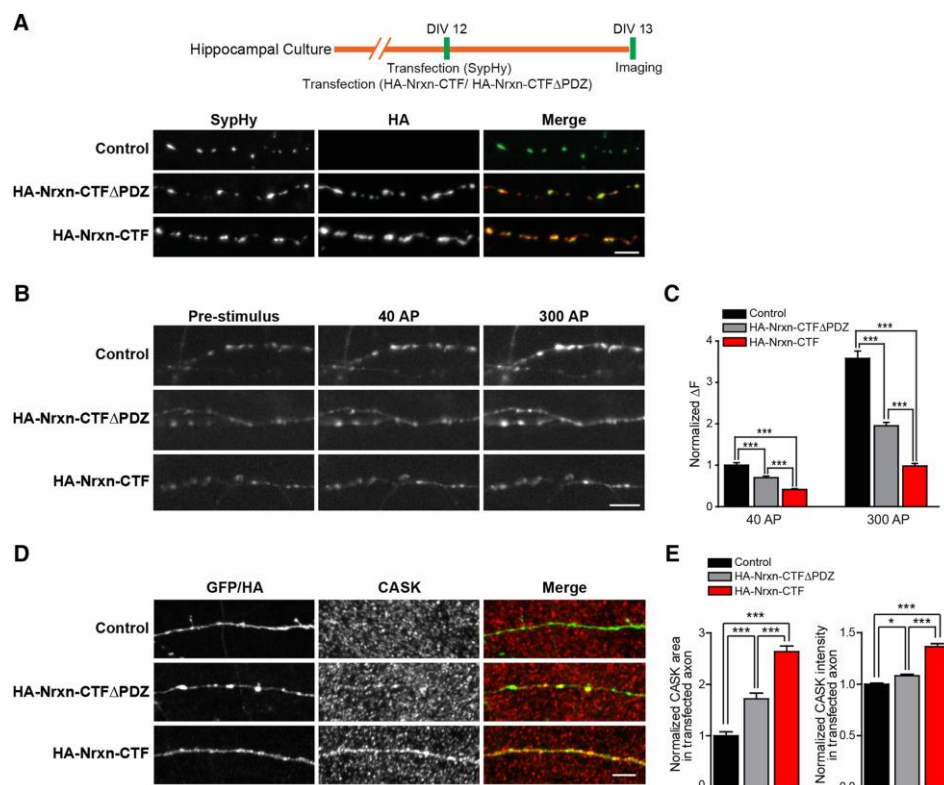 A
DIV 12
DIV 13
Hippocampal Culture
Transfection (SypHy)
Imaging
Transfection (HA-Nrxn-CTF/ HA-Nrxn-CTFΔPDZ)
SypHy
HA
Merge
Control
HA-Nrxn-CTFΔPDZ
HA-Nrxn-CTF
B
Pre-stimulus
40 AP
300 AP
Control
HA-Nrxn-CTFΔPDZ
HA-Nrxn-CTF
C
Control
HA-Nrxn-CTFΔPDZ
HA-Nrxn-CTF
Normalized ΔF
4
3
2
1
0
***
***
***
***
***
***
40 AP
300 AP
D
GFP/HA
CASK
Merge
Control
HA-Nrxn-CTFΔPDZ
HA-Nrxn-CTF
E
Control
HA-Nrxn-CTFΔPDZ
HA-Nrxn-CTF
Normalized CASK area
in transfected axon
3
2
1
0
***
*** ***
Normalized CASK intensity
in transfected axon
1.5
1.0
0.5
0.0
***
* ***